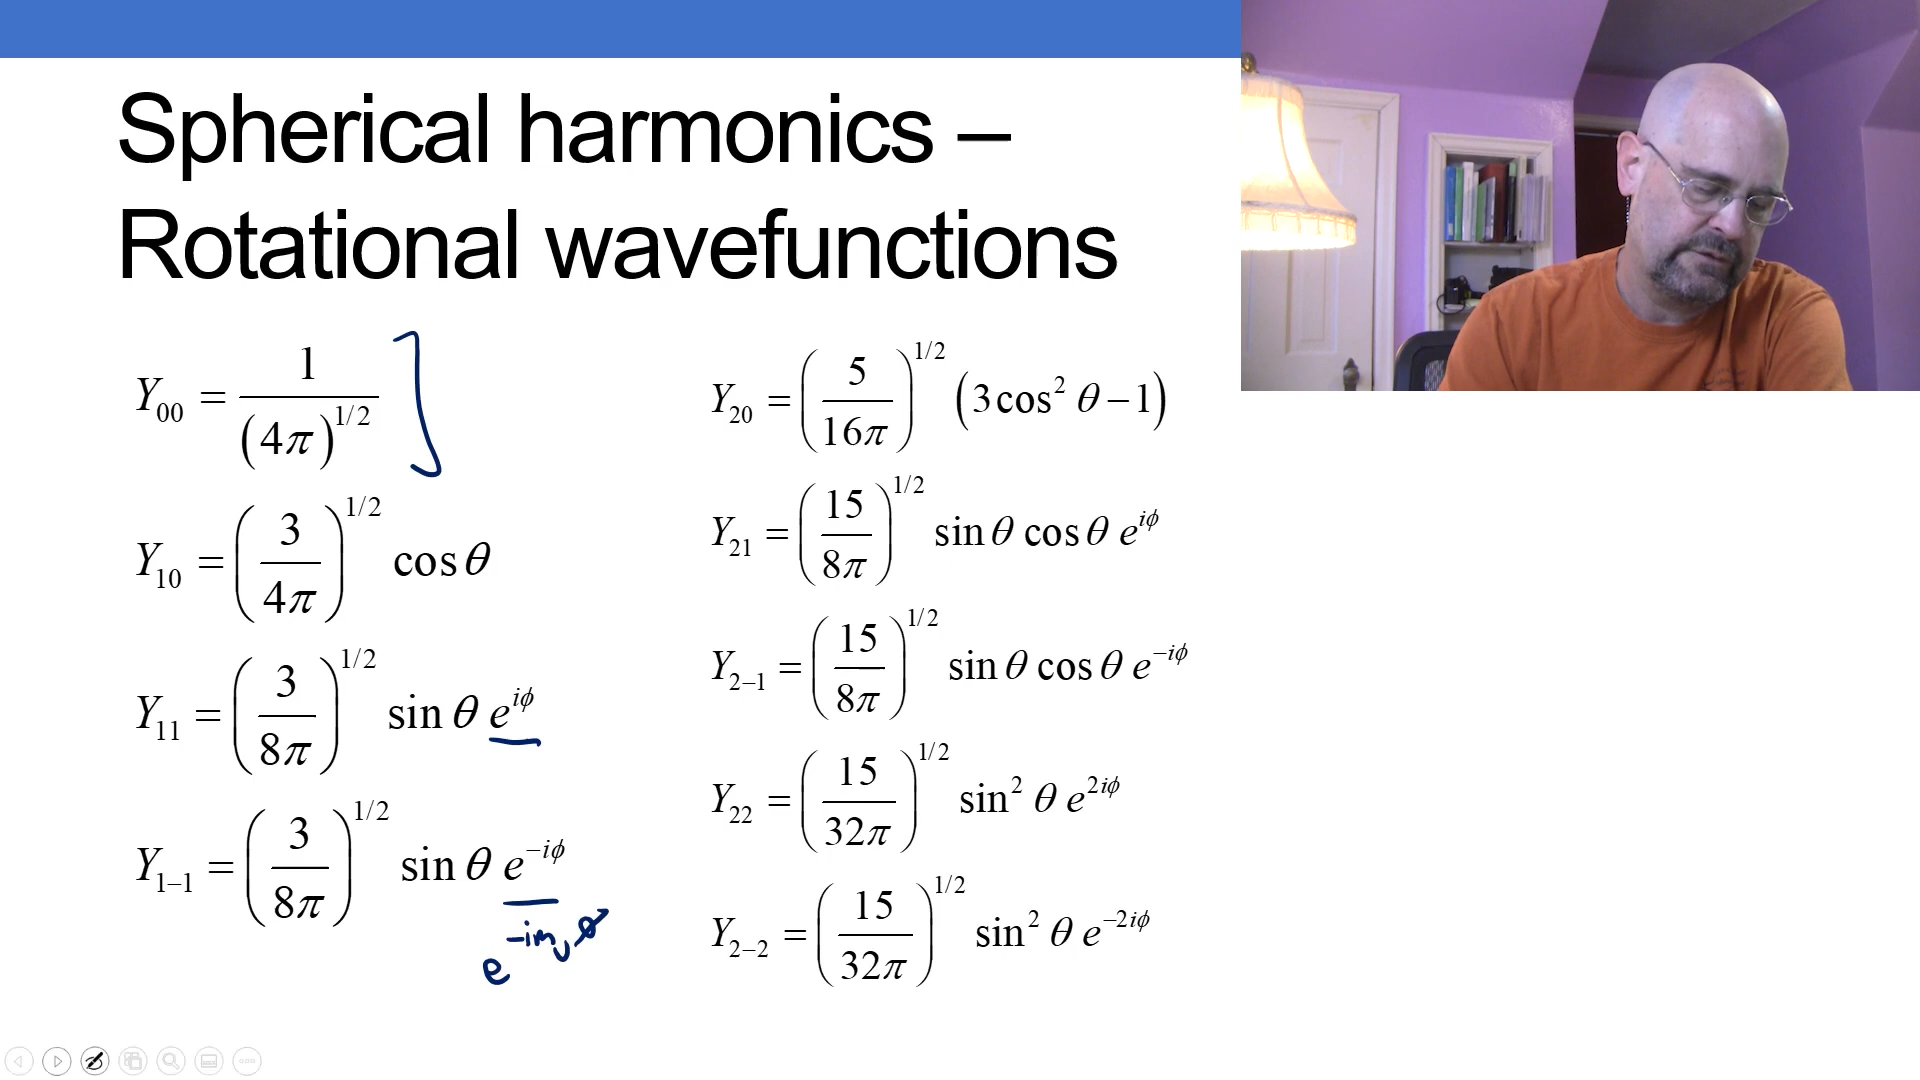 Spherical harmonics –
Rotational wavefunctions
Y₀₀ = 1 / (4π)^1/2
Y₁₀ = (3 / 4π)^1/2 cos θ
Y₁₁ = (3 / 8π)^1/2 sin θ e^iϕ
Y₁₋₁ = (3 / 8π)^1/2 sin θ e^−iϕ
Y₂₀ = (5 / 16π)^1/2 (3cos² θ − 1)
Y₂₁ = (15 / 8π)^1/2 sin θ cos θ e^iϕ
Y₂₋₁ = (15 / 8π)^1/2 sin θ cos θ e^−iϕ
Y₂₂ = (15 / 32π)^1/2 sin² θ e^2iϕ
Y₂₋₂ = (15 / 32π)^1/2 sin² θ e^−2iϕ